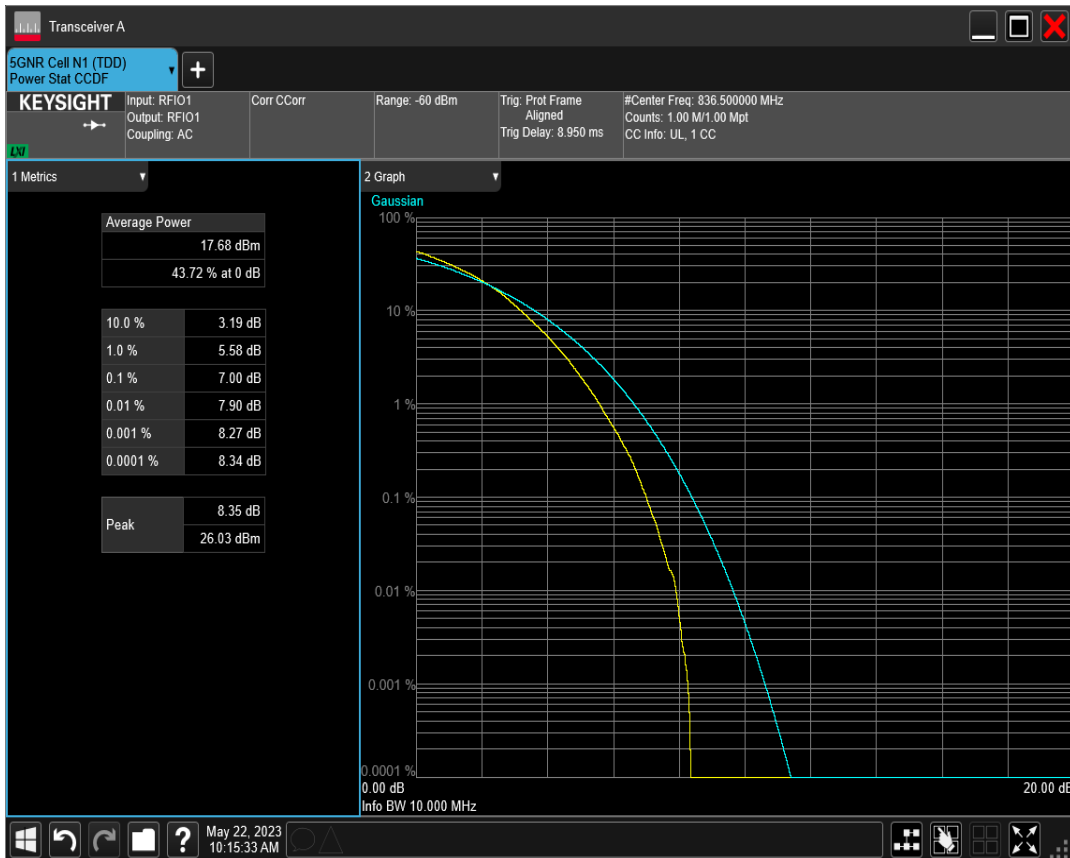 Transceiver A
5GNR Cell N1 (TDD)
Power Stat CCDF
+
KEYSIGHT
LXI
Input: RFIO1
Output: RFIO1
Coupling: AC
Corr CCorr
Range: -60 dBm
Trig: Prot Frame
Aligned
Trig Delay: 8.950 ms
#Center Freq: 836.500000 MHz
Counts: 1.00 M/1.00 Mpt
CC Info: UL, 1 CC
1 Metrics
Average Power
17.68 dBm
43.72 % at 0 dB
10.0 % 3.19 dB
1.0 % 5.58 dB
0.1 % 7.00 dB
0.01 % 7.90 dB
0.001 % 8.27 dB
0.0001 % 8.34 dB
Peak
8.35 dB
26.03 dBm
2 Graph
Gaussian
100 %
10 %
1 %
0.1 %
0.01 %
0.001 %
0.0001 %
0.00 dB
20.00 dB
Info BW 10.000 MHz
?
May 22, 2023
10:15:33 AM